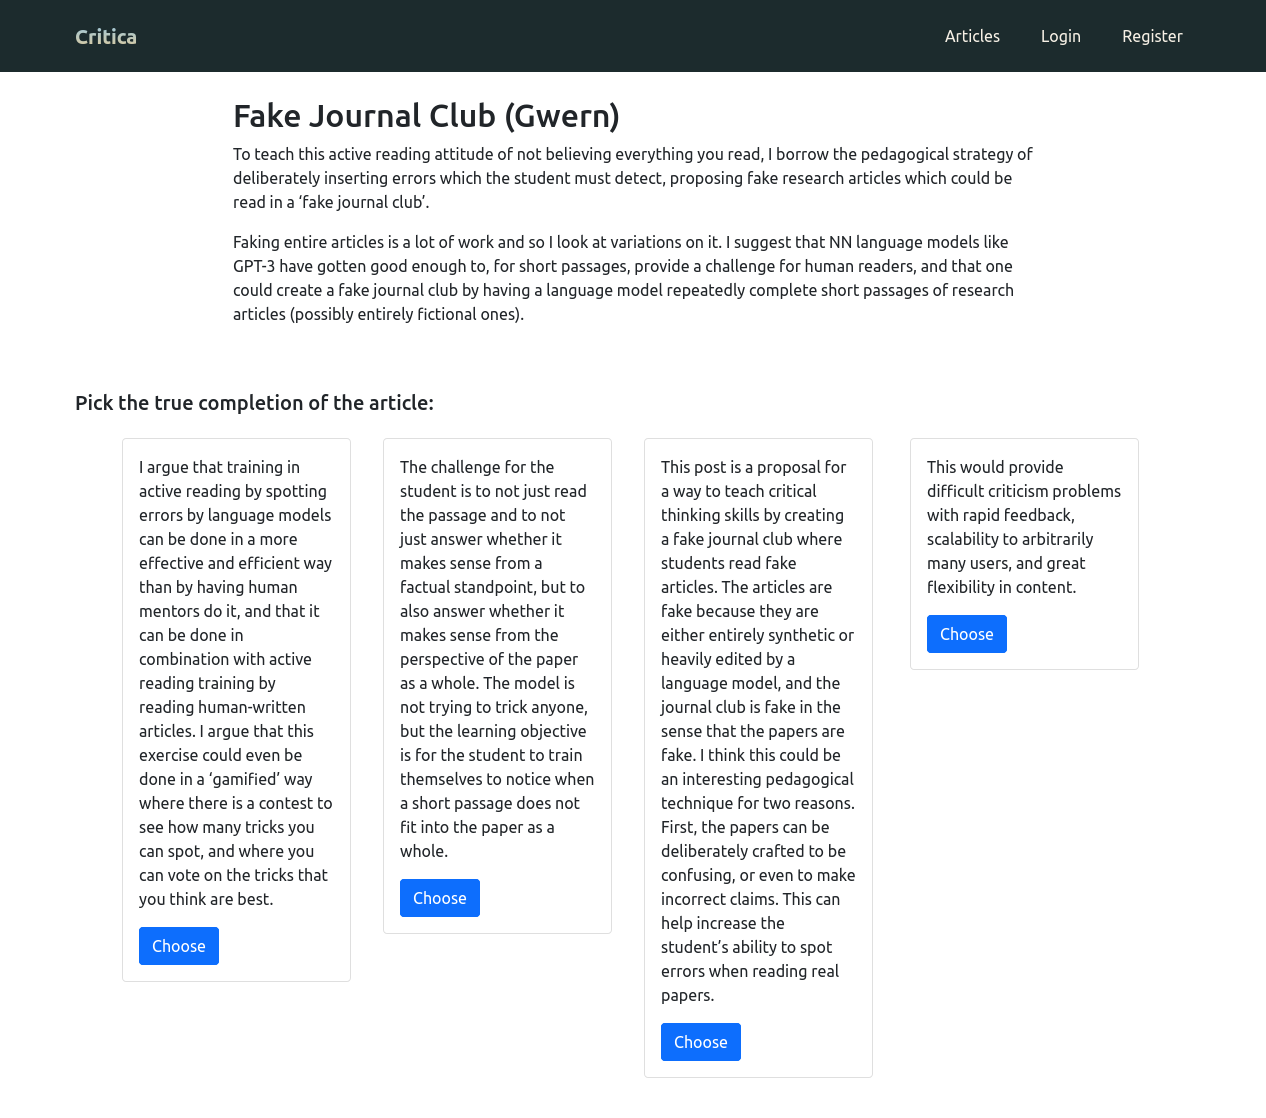 Critica
Articles
Login
Register
Fake Journal Club (Gwern)
To teach this active reading attitude of not believing everything you read, I borrow the pedagogical strategy of
deliberately inserting errors which the student must detect, proposing fake research articles which could be
read in a ‘fake journal club’.
Faking entire articles is a lot of work and so I look at variations on it. I suggest that NN language models like
GPT-3 have gotten good enough to, for short passages, provide a challenge for human readers, and that one
could create a fake journal club by having a language model repeatedly complete short passages of research
articles (possibly entirely fictional ones).
Pick the true completion of the article:
I argue that training in
active reading by spotting
errors by language models
can be done in a more
effective and efficient way
than by having human
mentors do it, and that it
can be done in
combination with active
reading training by
reading human-written
articles. I argue that this
exercise could even be
done in a ‘gamified’ way
where there is a contest to
see how many tricks you
can spot, and where you
can vote on the tricks that
you think are best.
Choose
The challenge for the
student is to not just read
the passage and to not
just answer whether it
makes sense from a
factual standpoint, but to
also answer whether it
makes sense from the
perspective of the paper
as a whole. The model is
not trying to trick anyone,
but the learning objective
is for the student to train
themselves to notice when
a short passage does not
fit into the paper as a
whole.
Choose
This post is a proposal for
a way to teach critical
thinking skills by creating
a fake journal club where
students read fake
articles. The articles are
fake because they are
either entirely synthetic or
heavily edited by a
language model, and the
journal club is fake in the
sense that the papers are
fake. I think this could be
an interesting pedagogical
technique for two reasons.
First, the papers can be
deliberately crafted to be
confusing, or even to make
incorrect claims. This can
help increase the
student’s ability to spot
errors when reading real
papers.
Choose
This would provide
difficult criticism problems
with rapid feedback,
scalability to arbitrarily
many users, and great
flexibility in content.
Choose